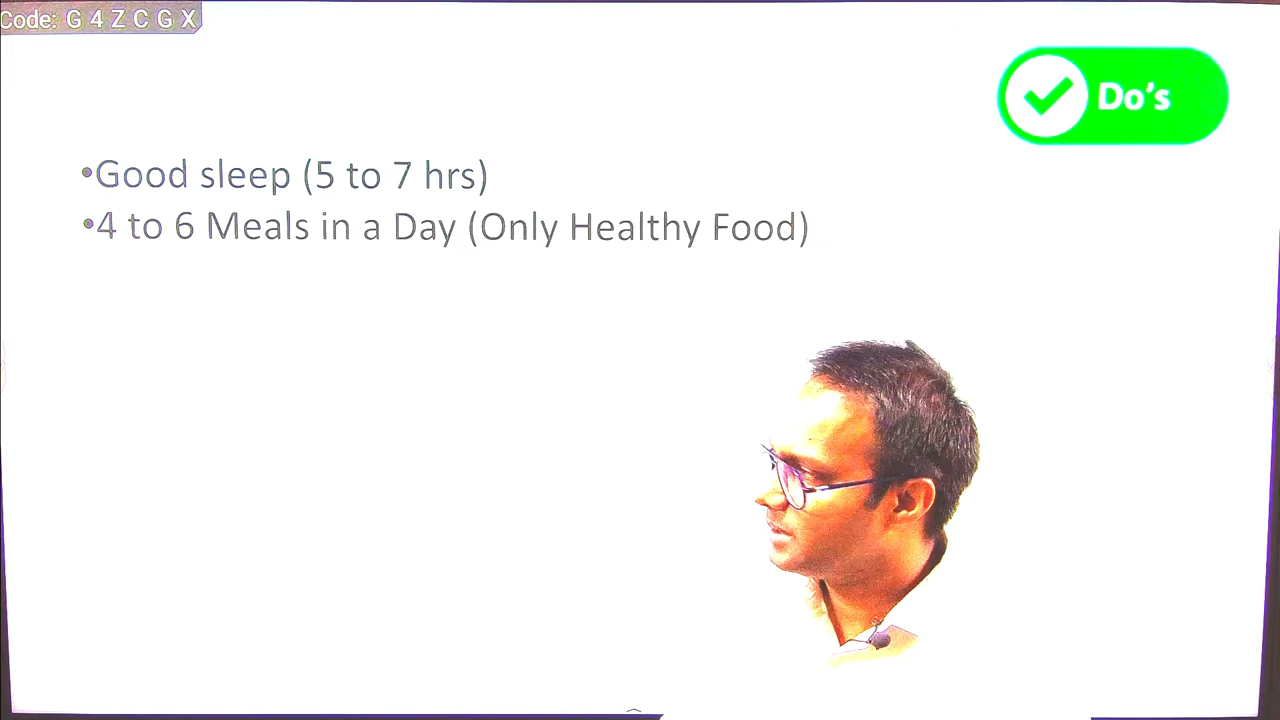 Code: G 4 Z C G X
Do's
•Good sleep (5 to 7 hrs)
•4 to 6 Meals in a Day (Only Healthy Food)